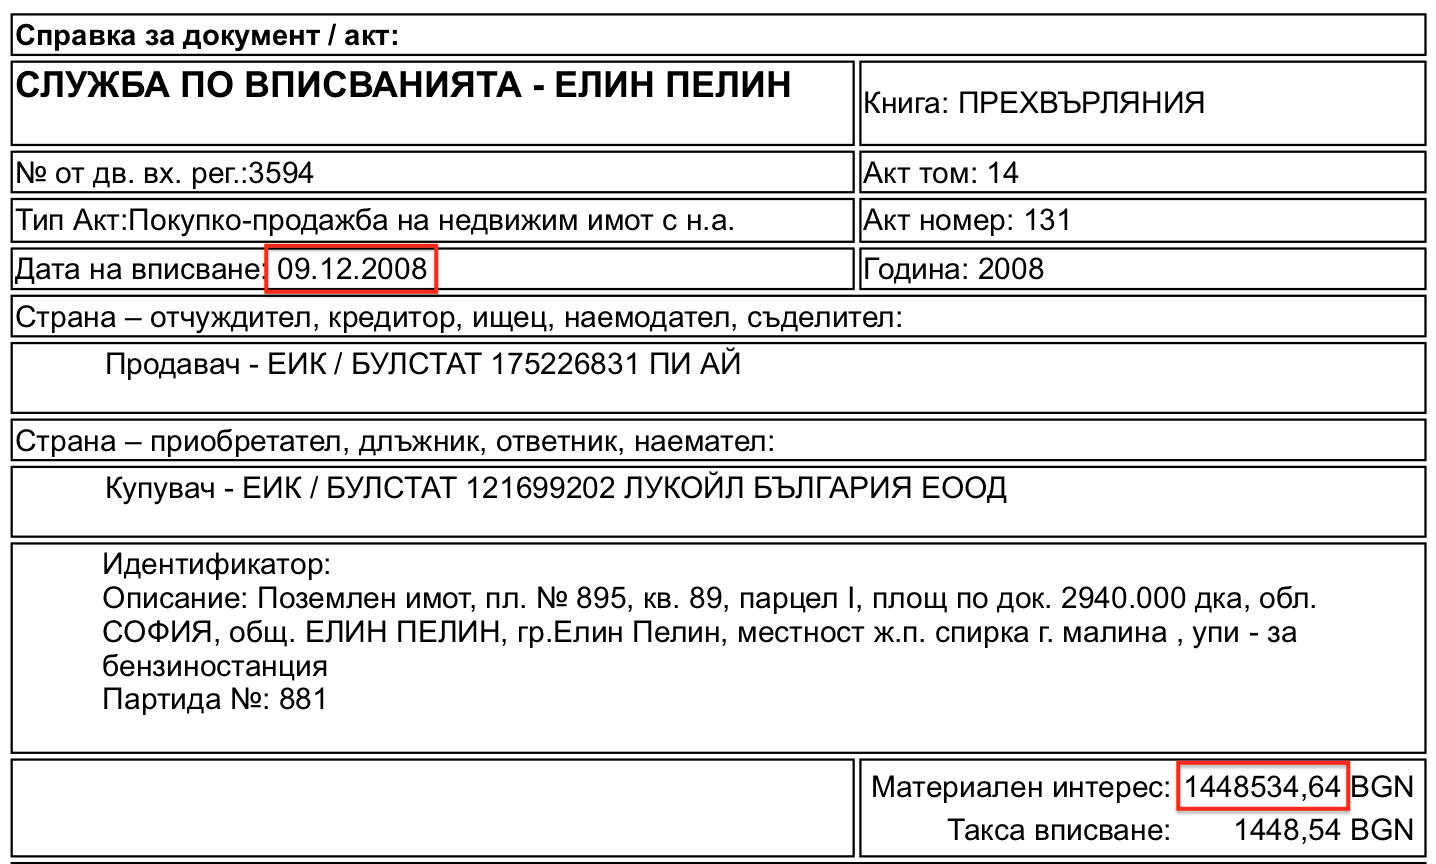 Справка за документ / акт:
СЛУЖБА ПО ВПИСВАНИЯТА - ЕЛИН ПЕЛИН
Книга: ПРЕХВЪРЛЯНИЯ
№ от дв. вх. рег.:3594
Акт том: 14
Тип Акт:Покупко-продажба на недвижим имот с н.а.
Акт номер: 131
Дата на вписване: 09.12.2008
Година: 2008
Страна – отчуждител, кредитор, ищец, наемодател, съделител:
Продавач - ЕИК / БУЛСТАТ 175226831 ПИ АЙ
Страна – приобретател, длъжник, ответник, наемател:
Купувач - ЕИК / БУЛСТАТ 121699202 ЛУКОЙЛ БЪЛГАРИЯ ЕООД
Идентификатор:
Описание: Поземлен имот, пл. № 895, кв. 89, парцел I, площ по док. 2940.000 дка, обл.
СОФИЯ, общ. ЕЛИН ПЕЛИН, гр.Елин Пелин, местност ж.п. спирка г. малина , упи - за
бензиностанция
Партида №: 881
Материален интерес: 1448534,64 BGN
Такса вписване: 1448,54 BGN